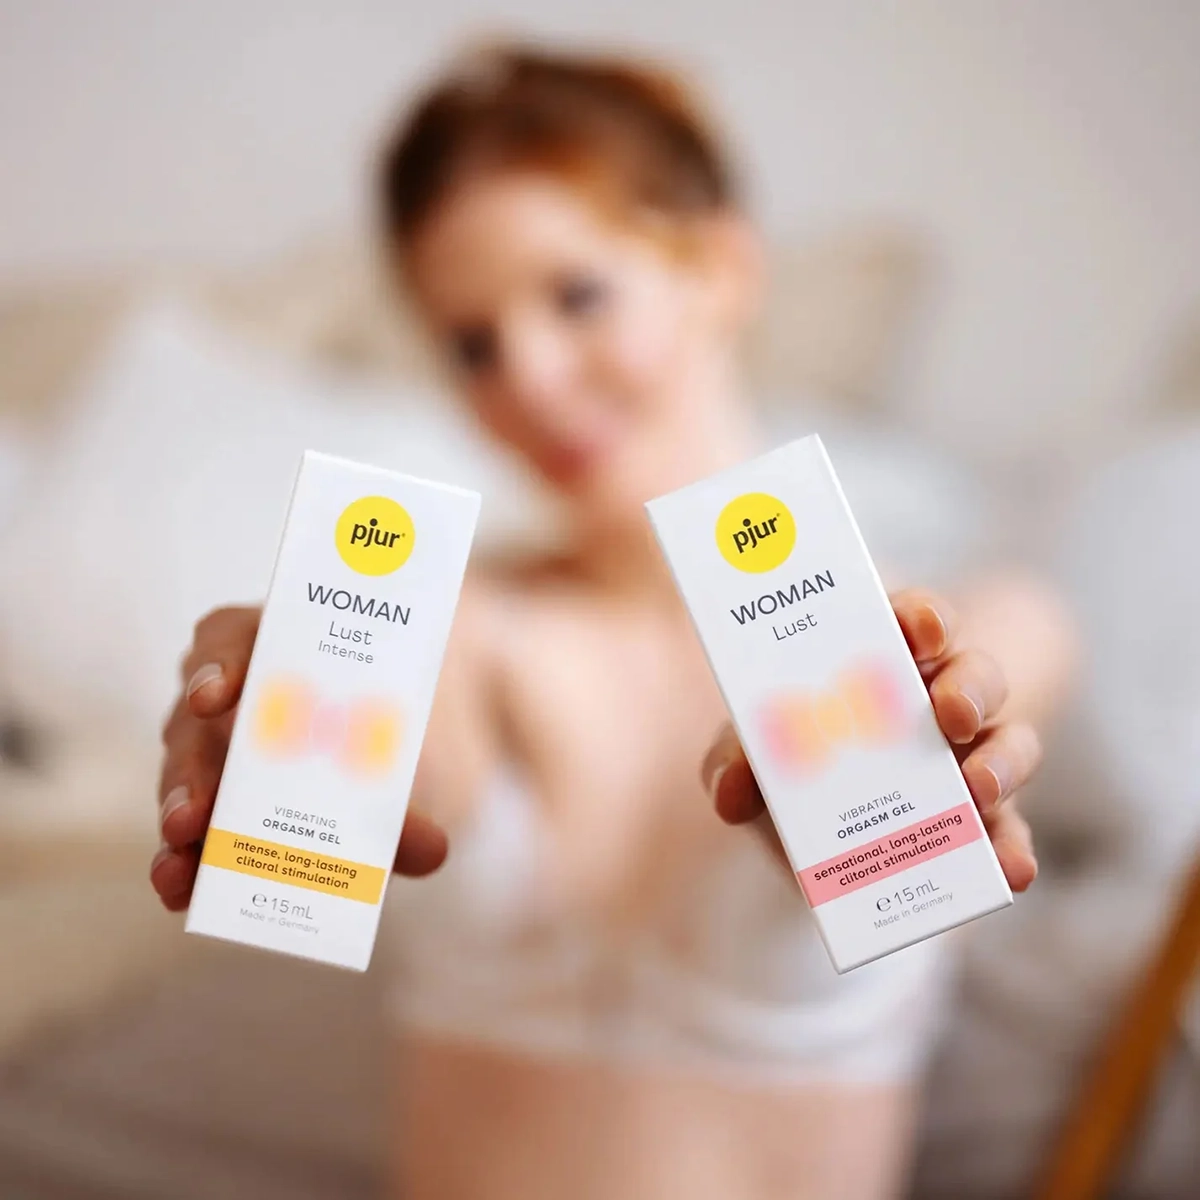 pjur®
WOMAN
Lust
Intense
VIBRATING
ORGASM GEL
intense, long-lasting
clitoral stimulation
℮ 15 mL
Made in Germany
pjur®
WOMAN
Lust
VIBRATING
ORGASM GEL
sensational, long-lasting
clitoral stimulation
℮ 15 mL
Made in Germany